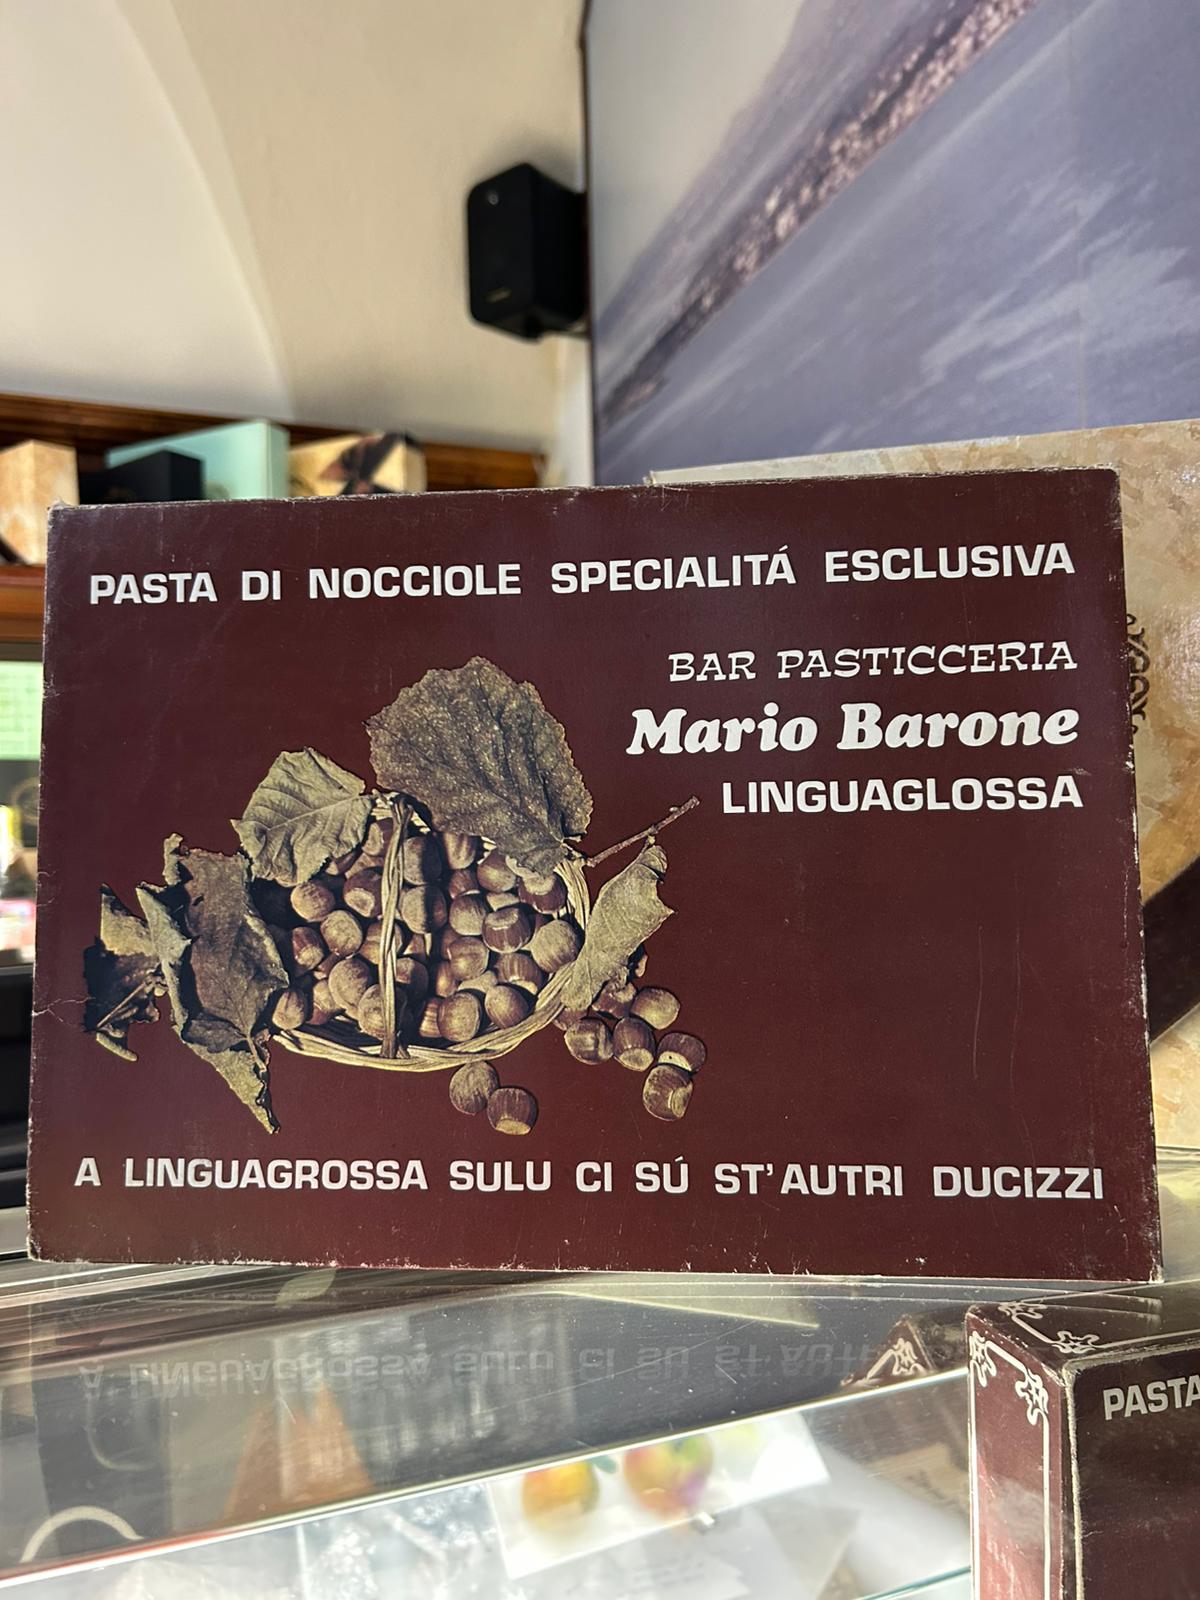 PASTA DI NOCCIOLE SPECIALITÁ ESCLUSIVA
BAR PASTICCERIA
Mario Barone
LINGUAGLOSSA
A LINGUAGROSSA SULU CI SÚ ST'AUTRI DUCIZZI
PASTA